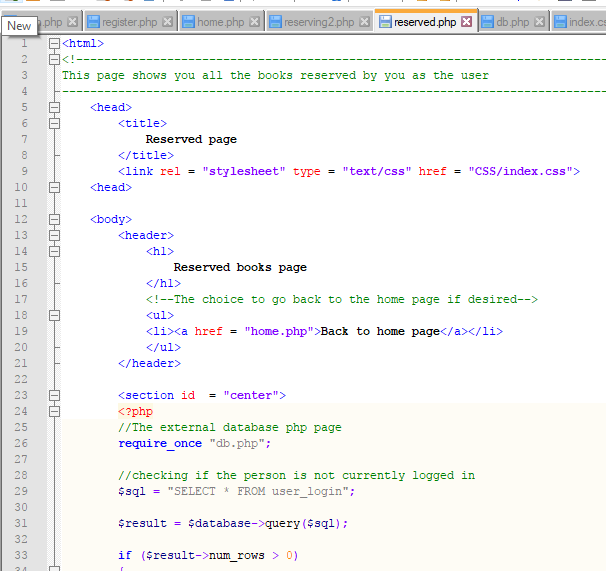 New
.php
register.php
home.php
reserving2.php
reserved.php
db.php
index.cs
1 <html>
2 <!------------------------------------------------------------------------------
3 This page shows you all the books reserved by you as the user
4 --------------------------------------------------------------------------------
5 <head>
6 <title>
7 Reserved page
8 </title>
9 <link rel = "stylesheet" type = "text/css" href = "CSS/index.css">
10 <head>
11
12 <body>
13 <header>
14 <h1>
15 Reserved books page
16 </h1>
17 <!--The choice to go back to the home page if desired-->
18 <ul>
19 <li><a href = "home.php">Back to home page</a></li>
20 </ul>
21 </header>
22
23 <section id  = "center">
24 <?php
25 //The external database php page
26 require_once "db.php";
27
28 //checking if the person is not currently logged in
29 $sql = "SELECT * FROM user_login";
30
31 $result = $database->query($sql);
32
33 if ($result->num_rows > 0)